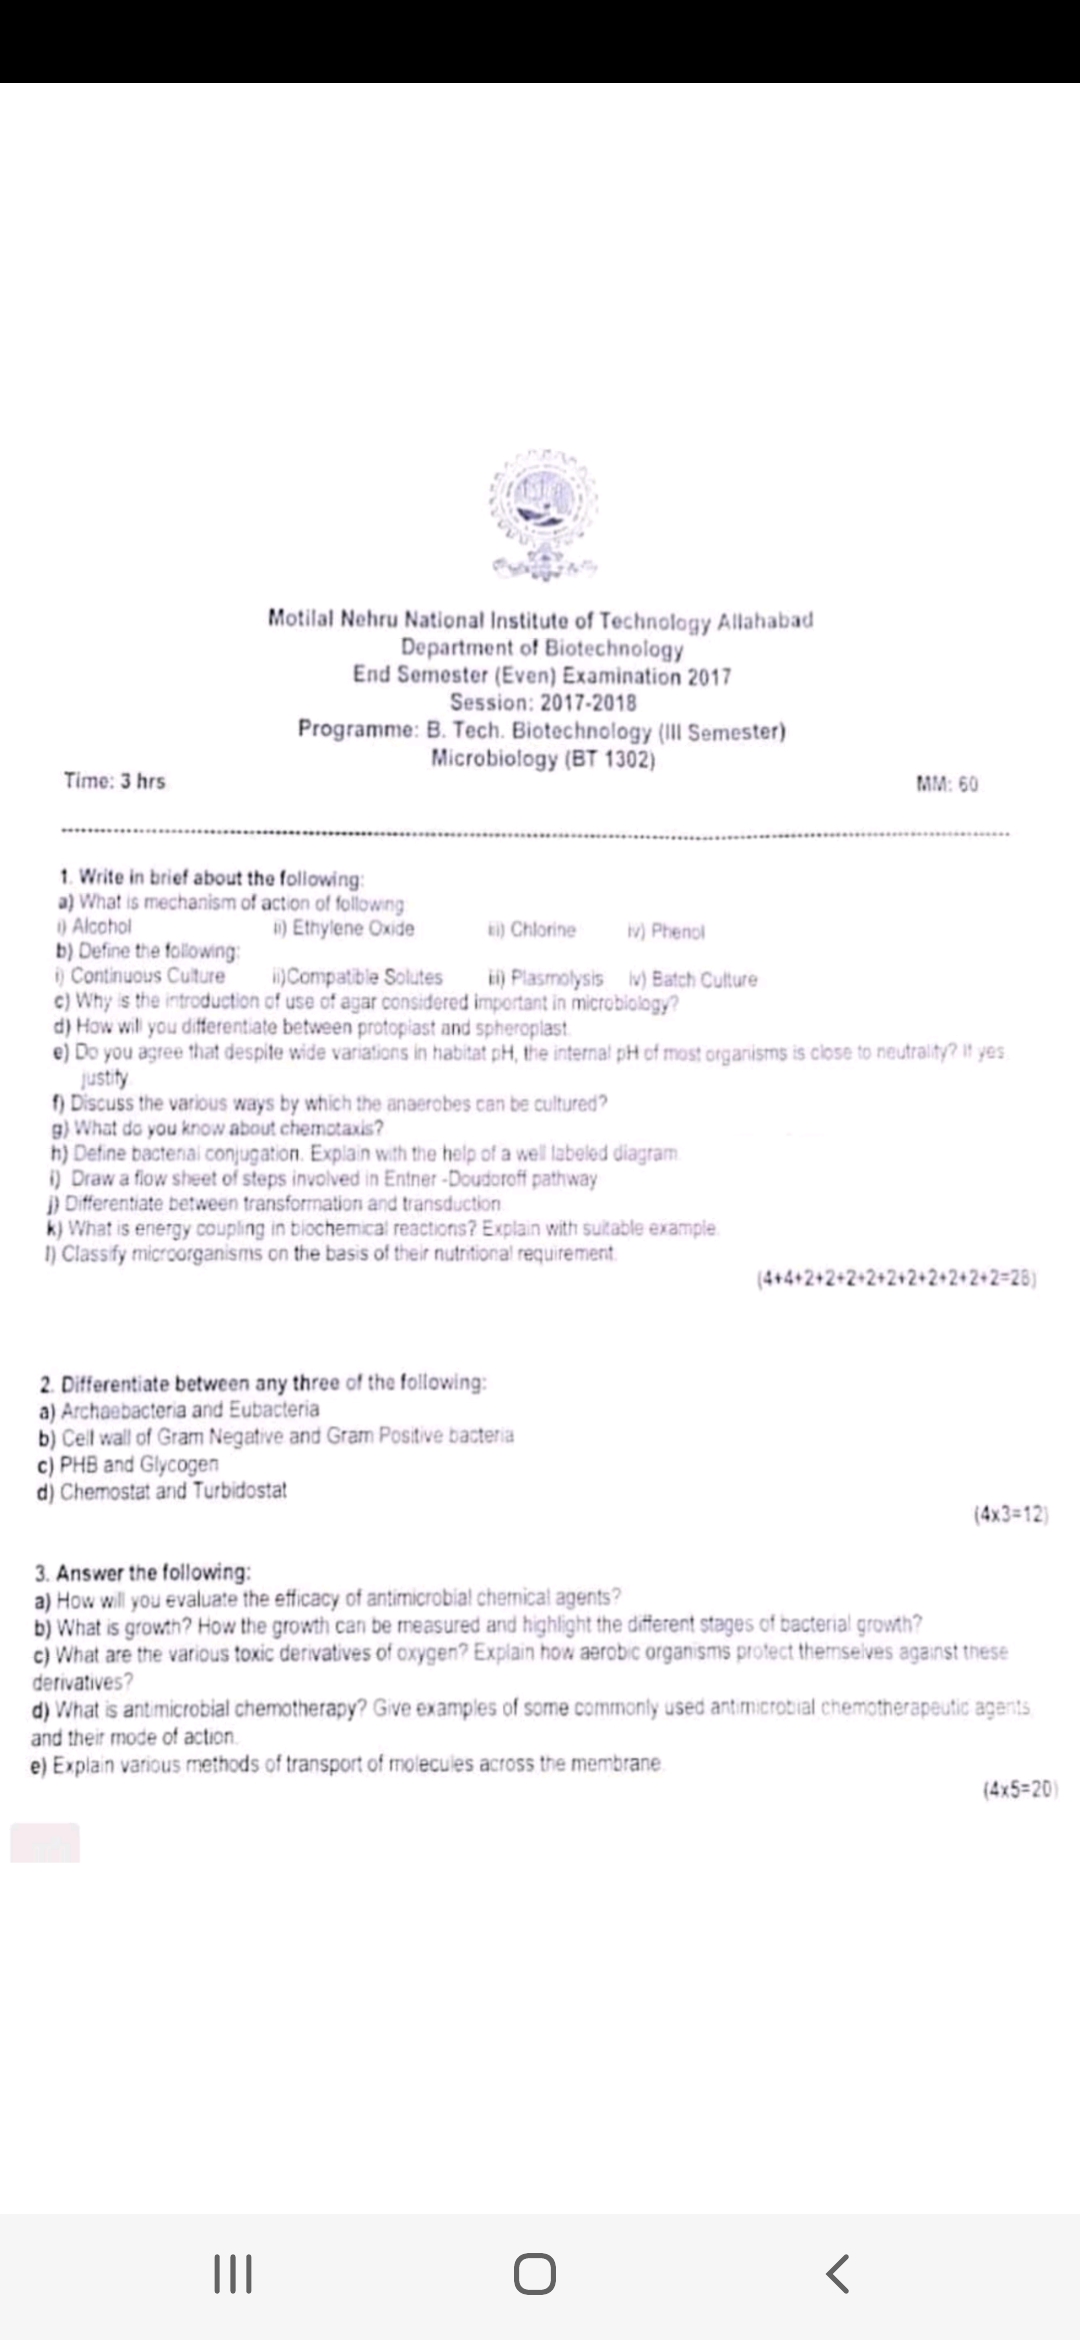 Motilal Nehru National Institute of Technology Allahabad
Department of Biotechnology
End Semester (Even) Examination 2017
Session: 2017-2018
Programme: B. Tech. Biotechnology (III Semester)
Microbiology (BT 1302)
Time: 3 hrs MM: 60
1. Write in brief about the following:
a) What is mechanism of action of following
i) Alcohol ii) Ethylene Oxide iii) Chlorine iv) Phenol
b) Define the following:
i) Continuous Culture ii)Compatible Solutes iii) Plasmolysis iv) Batch Culture
c) Why is the introduction of use of agar considered important in microbiology?
d) How will you differentiate between protoplast and spheroplast.
e) Do you agree that despite wide variations in habitat pH, the internal pH of most organisms is close to neutrality? If yes
justify.
f) Discuss the various ways by which the anaerobes can be cultured?
g) What do you know about chemotaxis?
h) Define bacterial conjugation. Explain with the help of a well labeled diagram.
i) Draw a flow sheet of steps involved in Entner -Doudoroff pathway
j) Differentiate between transformation and transduction
k) What is energy coupling in biochemical reactions? Explain with suitable example.
l) Classify microorganisms on the basis of their nutritional requirement.
(4+4+2+2+2+2+2+2+2+2+2+2=28)
2. Differentiate between any three of the following:
a) Archaebacteria and Eubacteria
b) Cell wall of Gram Negative and Gram Positive bacteria
c) PHB and Glycogen
d) Chemostat and Turbidostat
(4x3=12)
3. Answer the following:
a) How will you evaluate the efficacy of antimicrobial chemical agents?
b) What is growth? How the growth can be measured and highlight the different stages of bacterial growth?
c) What are the various toxic derivatives of oxygen? Explain how aerobic organisms protect themselves against these
derivatives?
d) What is antimicrobial chemotherapy? Give examples of some commonly used antimicrobial chemotherapeutic agents
and their mode of action.
e) Explain various methods of transport of molecules across the membrane.
(4x5=20)